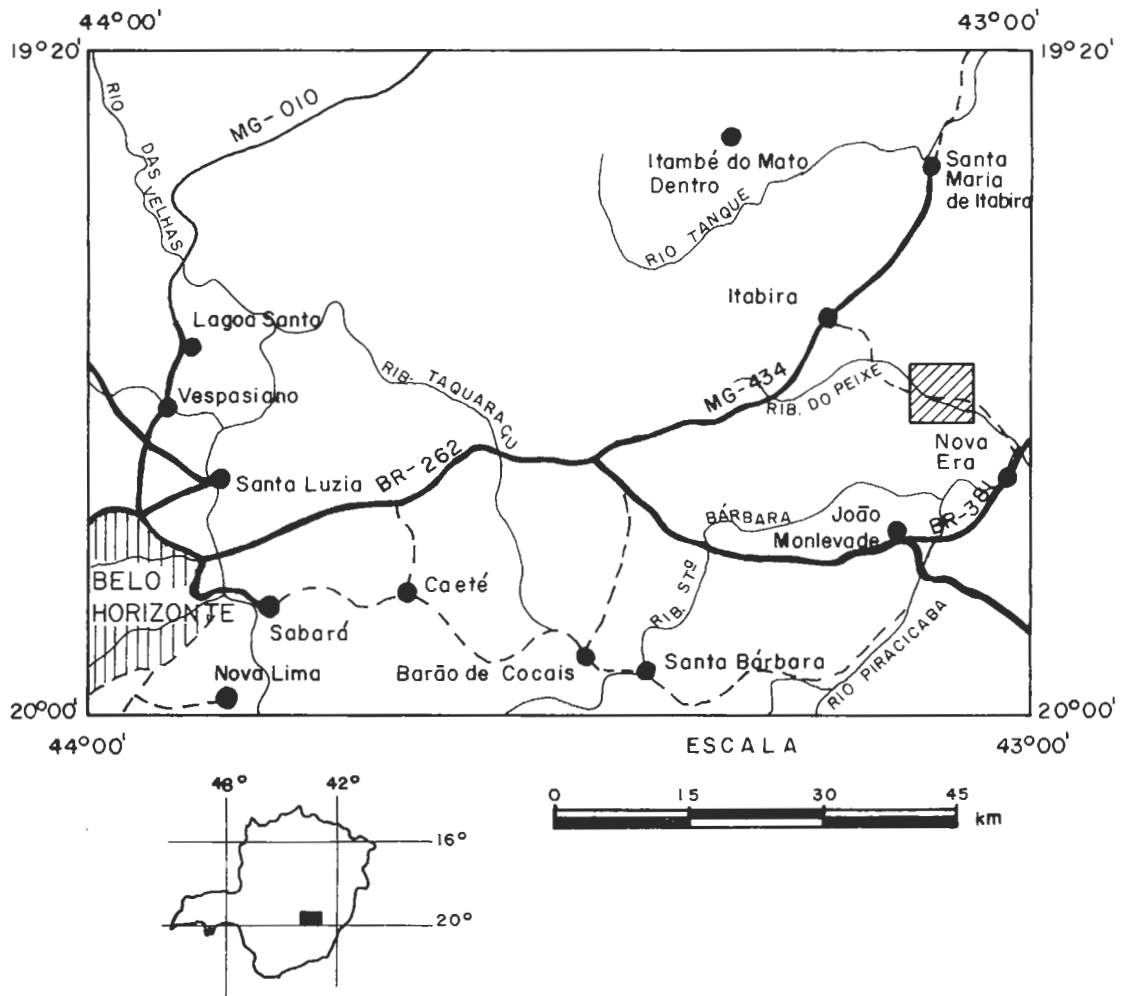 44°00'
43°00'
19°20'
19°20'
RIO DAS VELHAS
MG-010
Itambé do Mato
Dentro
Santa
Maria
de Itabira
RIO TANQUE
Itabira
Lagoa Santa
RIB. TAQUARAÇU
MG-434
RIB. DO PEIXE
Vespasiano
Nova
Era
BR-262
Santa Luzia
BR-381
BÁRBARA
João
Monlevade
BELO
HORIZONTE
Caeté
RIB. STª
Sabará
Barão de Cocais
Santa Bárbara
RIO PIRACICABA
Nova Lima
20°00'
20°00'
44°00'
43°00'
ESCALA
48°
42°
0 15 30 45
km
16°
20°